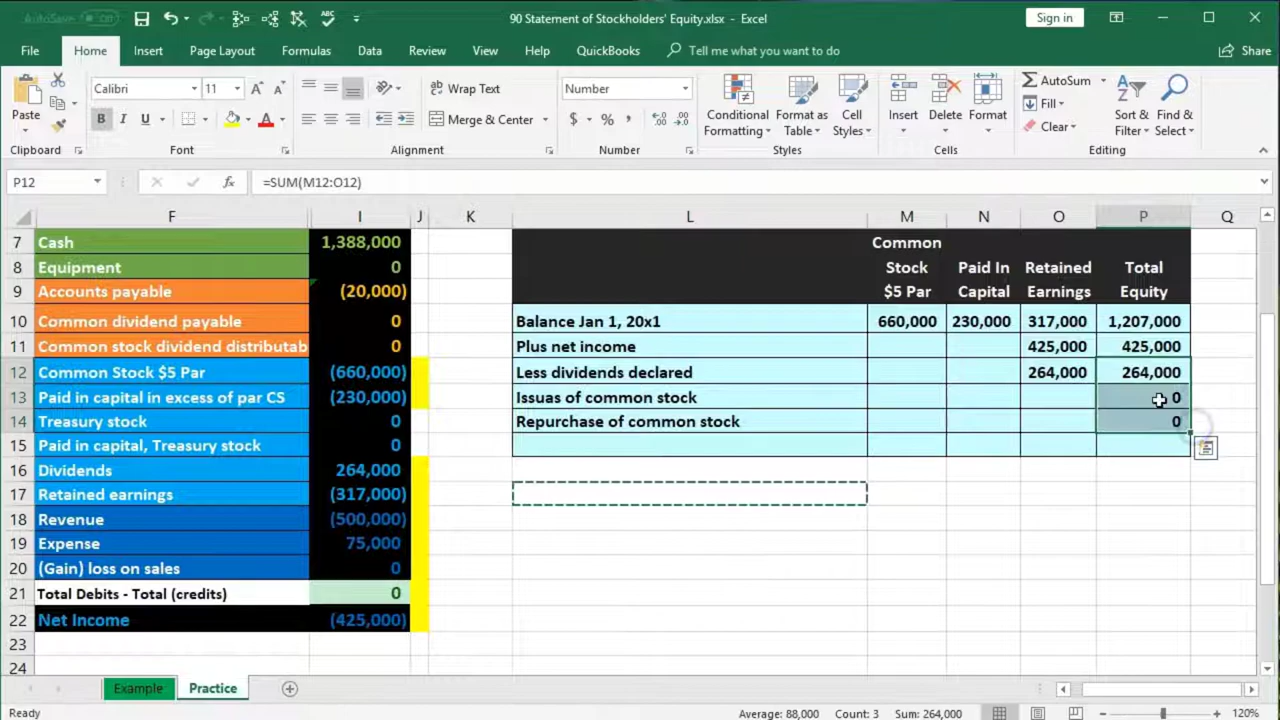 AutoSave Off
90 Statement of Stockholders' Equity.xlsx - Excel
Sign in
File Home Insert Page Layout Formulas Data Review View Help QuickBooks Tell me what you want to do Share
Paste
Calibri 11
B I U
Wrap Text
Merge & Center
Number
$ % ,
Conditional Formatting
Format as Table
Cell Styles
Insert Delete Format
AutoSum
Fill
Clear
Sort & Filter
Find & Select
Clipboard Font Alignment Number Styles Cells Editing
P12 fx =SUM(M12:O12)
F I J K L M N O P Q
7 Cash 1,388,000 Common
8 Equipment 0 Stock Paid In Retained Total
9 Accounts payable (20,000) $5 Par Capital Earnings Equity
10 Common dividend payable 0 Balance Jan 1, 20x1 660,000 230,000 317,000 1,207,000
11 Common stock dividend distributab 0 Plus net income 425,000 425,000
12 Common Stock $5 Par (660,000) Less dividends declared 264,000 264,000
13 Paid in capital in excess of par CS (230,000) Issuas of common stock 0
14 Treasury stock 0 Repurchase of common stock 0
15 Paid in capital, Treasury stock 0
16 Dividends 264,000
17 Retained earnings (317,000)
18 Revenue (500,000)
19 Expense 75,000
20 (Gain) loss on sales 0
21 Total Debits - Total (credits) 0
22 Net Income (425,000)
23
24
Example Practice
Ready Average: 88,000 Count: 3 Sum: 264,000 120%